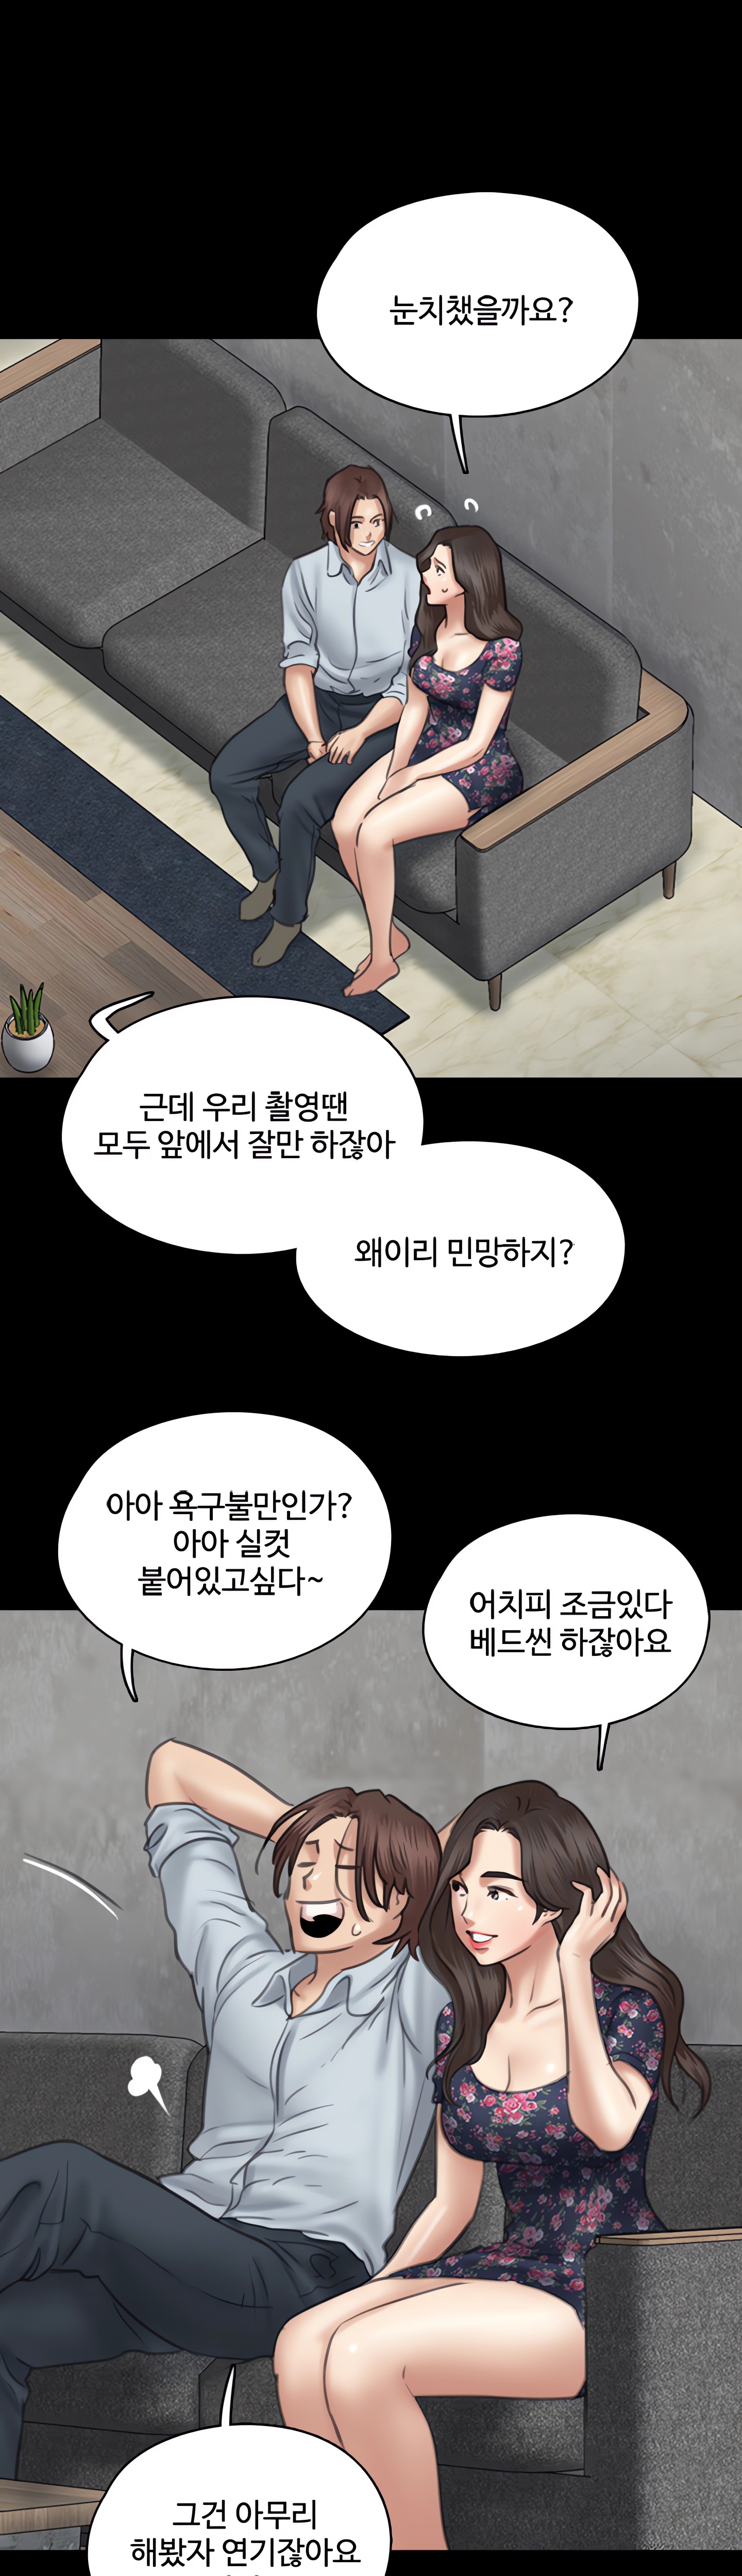 눈치챘을까요?
근데 우리 촬영땐
모두 앞에서 잘만 하잖아
왜이리 민망하지?
아아 욕구불만인가?
아아 실컷
붙어있고싶다~
어치피 조금있다
베드씬 하잖아요
그건 아무리
해봤자 연기잖아요